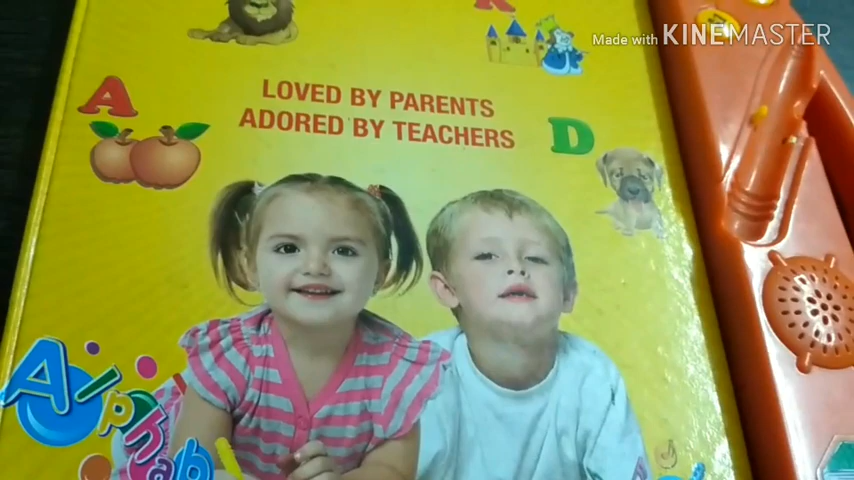 K
Made with KINEMASTER
A
LOVED BY PARENTS
ADORED BY TEACHERS
D
Alphab